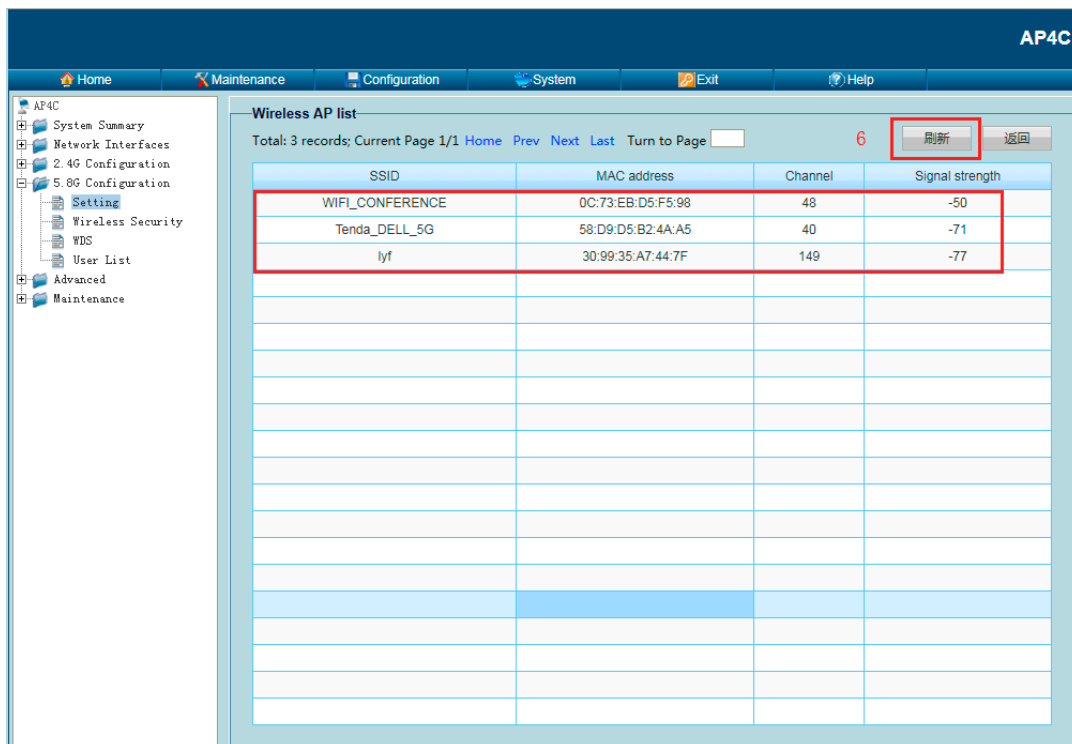 AP4C
Home Maintenance Configuration System Exit Help
AP4C
System Summary
Network Interfaces
2.4G Configuration
5.8G Configuration
Setting
Wireless Security
WDS
User List
Advanced
Maintenance
Wireless AP list
Total: 3 records; Current Page 1/1 Home Prev Next Last Turn to Page 6 刷新 返回
SSID MAC address Channel Signal strength
WIFI_CONFERENCE 0C:73:EB:D5:F5:98 48 -50
Tenda_DELL_5G 58:D9:D5:B2:4A:A5 40 -71
lyf 30:99:35:A7:44:7F 149 -77